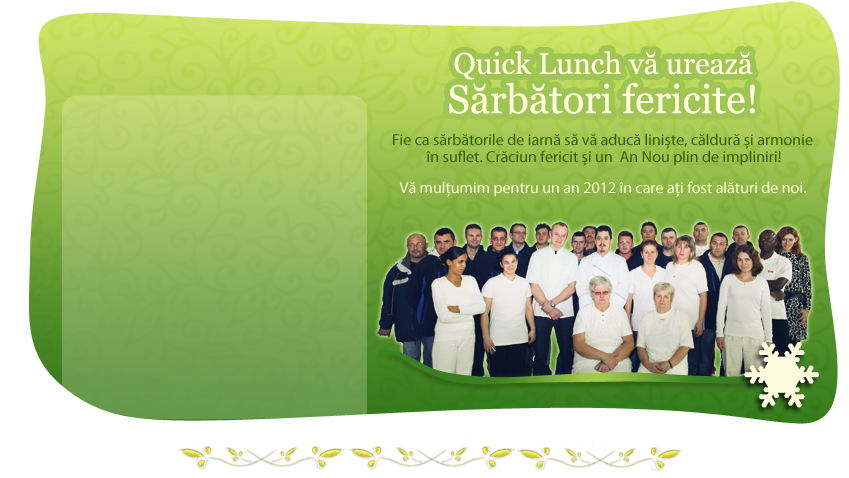 Quick Lunch vă urează
Sărbători fericite!
Fie ca sărbătorile de iarnă să vă aducă liniște, căldură și armonie
în suflet. Crăciun fericit și un An Nou plin de impliniri!
Vă mulțumim pentru un an 2012 în care ați fost alături de noi.